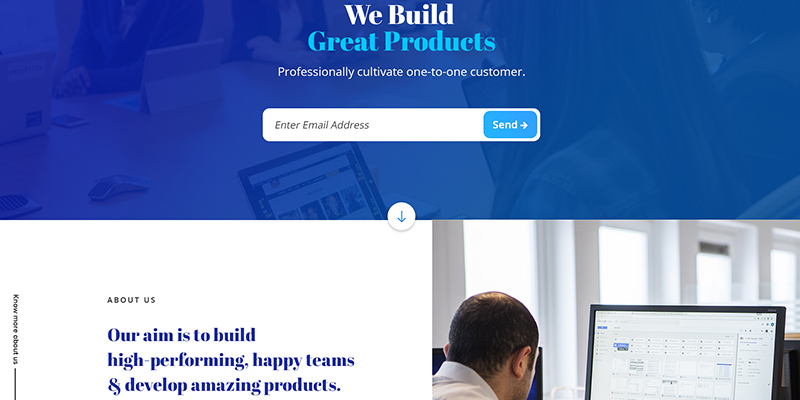 We Build
Great Products
Professionally cultivate one-to-one customer.
Enter Email Address
Send →
ABOUT US
Know more about us
Our aim is to build
high-performing, happy teams
& develop amazing products.